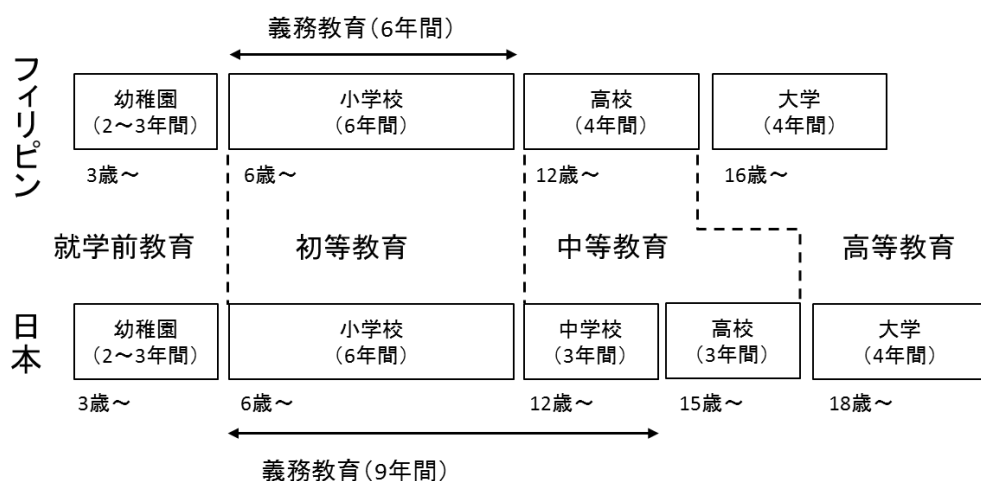 義務教育(6年間)
フィリピン
幼稚園
(2～3年間)
小学校
(6年間)
高校
(4年間)
大学
(4年間)
3歳～
6歳～
12歳～
16歳～
就学前教育
初等教育
中等教育
高等教育
日本
幼稚園
(2～3年間)
小学校
(6年間)
中学校
(3年間)
高校
(3年間)
大学
(4年間)
3歳～
6歳～
12歳～
15歳～
18歳～
義務教育(9年間)